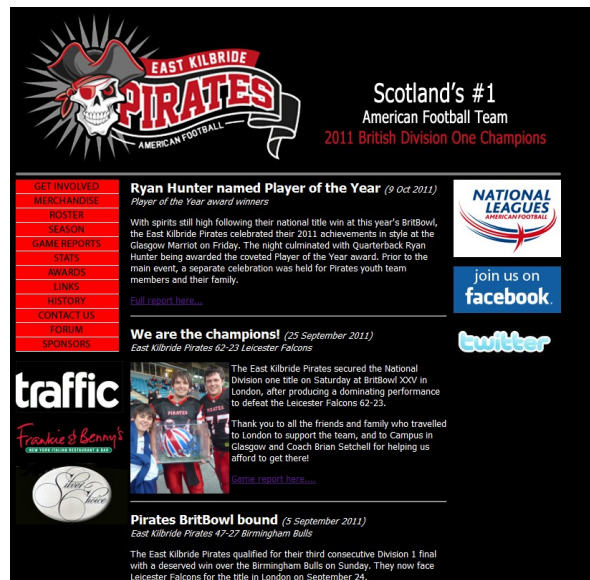 EAST KILBRIDE
PIRATES
AMERICAN FOOTBALL
Scotland's #1
American Football Team
2011 British Division One Champions
GET INVOLVED
MERCHANDISE
ROSTER
SEASON
GAME REPORTS
STATS
AWARDS
LINKS
HISTORY
CONTACT US
FORUM
SPONSORS
traffic
Frankie & Benny's
NEW YORK ITALIAN RESTAURANT & BAR
Silver Choice
Ryan Hunter named Player of the Year (9 Oct 2011)
Player of the Year award winners
With spirits still high following their national title win at this year's BritBowl,
the East Kilbride Pirates celebrated their 2011 achievements in style at the
Glasgow Marriot on Friday. The night culminated with Quarterback Ryan
Hunter being awarded the coveted Player of the Year award. Prior to the
main event, a separate celebration was held for Pirates youth team
members and their family.
Full report here...
We are the champions! (25 September 2011)
East Kilbride Pirates 62-23 Leicester Falcons
PIRATES
The East Kilbride Pirates secured the National
Division one title on Saturday at BritBowl XXV in
London, after producing a dominating performance
to defeat the Leicester Falcons 62-23.
Thank you to all the friends and family who travelled
to London to support the team, and to Campus in
Glasgow and Coach Brian Setchell for helping us
afford to get there!
Game report here....
Pirates BritBowl bound (5 September 2011)
East Kilbride Pirates 47-27 Birmingham Bulls
The East Kilbride Pirates qualified for their third consecutive Division 1 final
with a deserved win over the Birmingham Bulls on Sunday. They now face
Leicester Falcons for the title in London on September 24.
NATIONAL
LEAGUES
AMERICAN FOOTBALL
join us on
facebook.
twitter